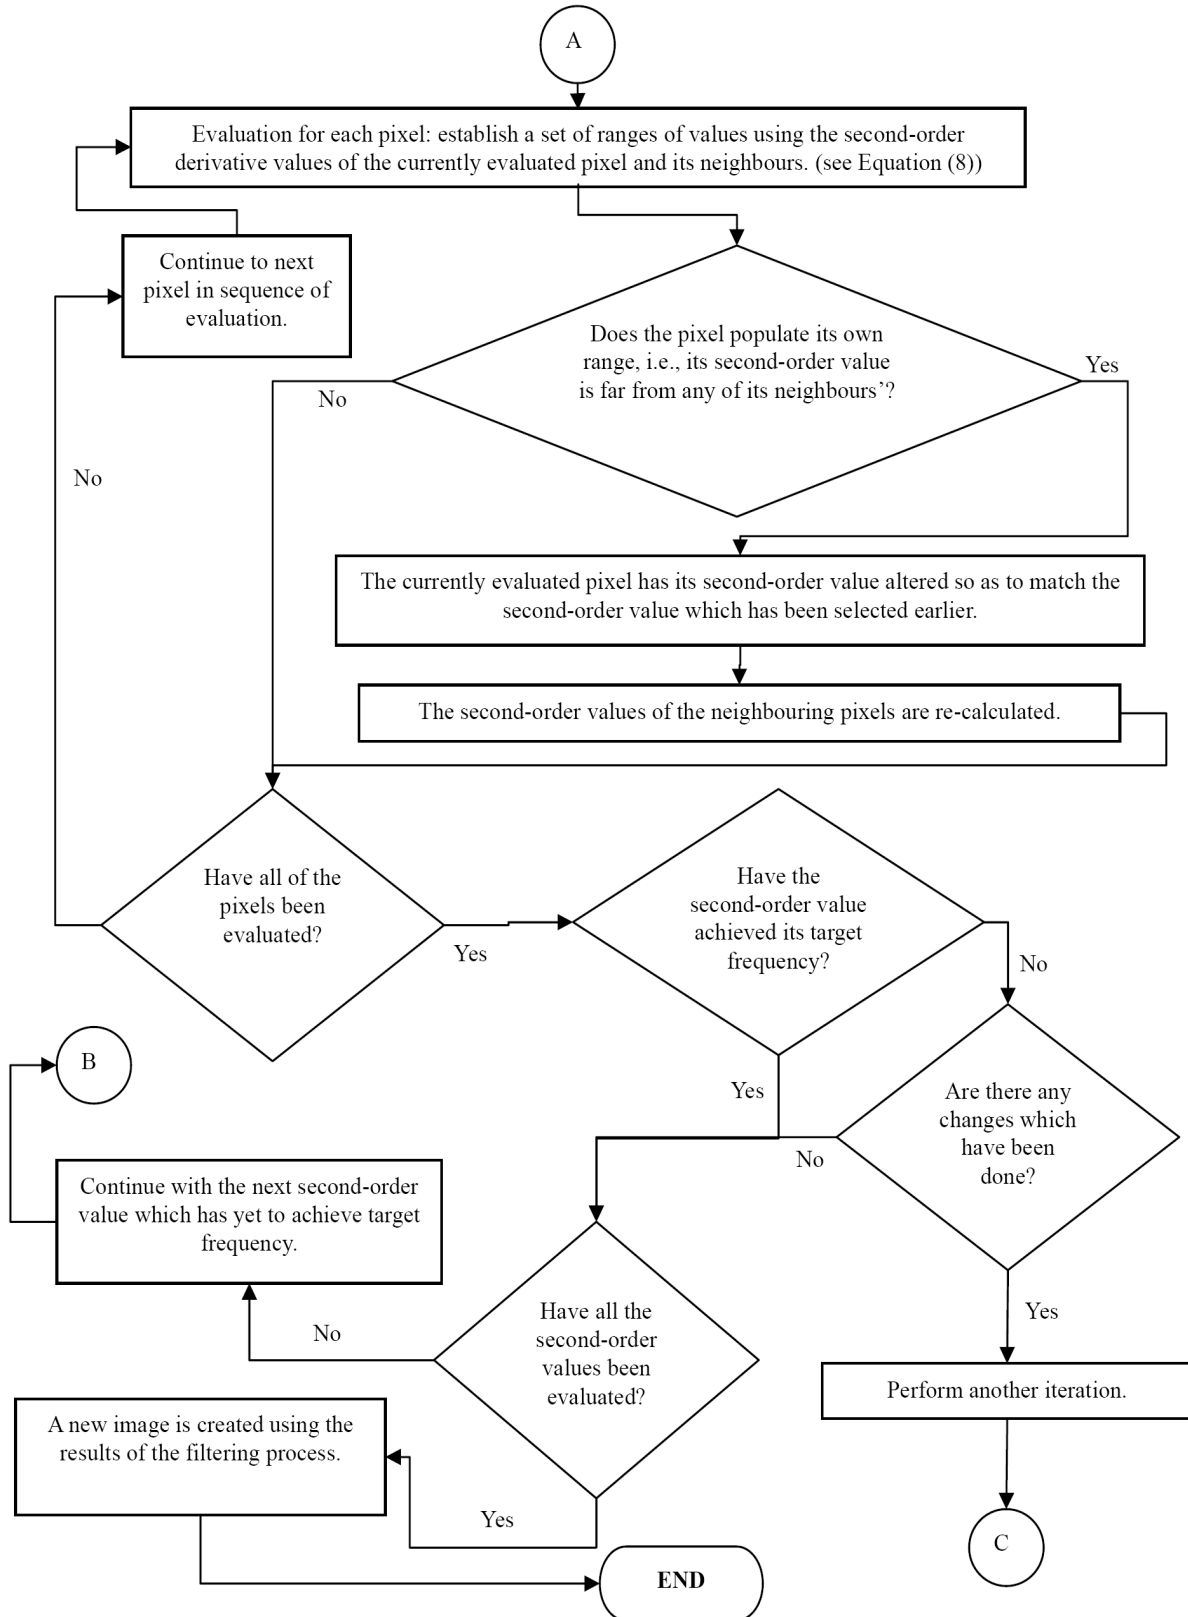 A
Evaluation for each pixel: establish a set of ranges of values using the second-order
derivative values of the currently evaluated pixel and its neighbours. (see Equation (8))
Continue to next
pixel in sequence of
evaluation.
Does the pixel populate its own
range, i.e., its second-order value
is far from any of its neighbours’?
Yes
No
No
The currently evaluated pixel has its second-order value altered so as to match the
second-order value which has been selected earlier.
The second-order values of the neighbouring pixels are re-calculated.
Have all of the
pixels been
evaluated?
Yes
Have the
second-order value
achieved its target
frequency?
No
B
Yes
Are there any
changes which
have been
done?
No
Continue with the next second-order
value which has yet to achieve target
frequency.
Have all the
second-order
values been
evaluated?
No
Yes
Perform another iteration.
A new image is created using the
results of the filtering process.
Yes
C
END